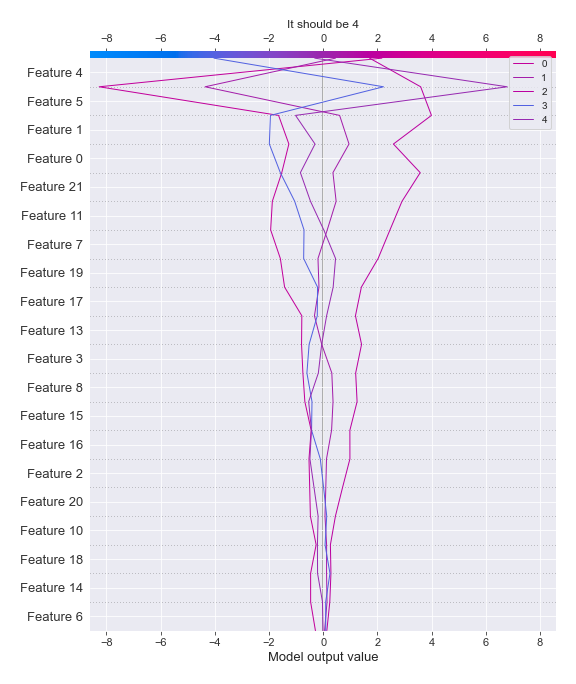 It should be 4
−8 −6 −4 −2 0 2 4 6 8
0
1
2
3
4
Feature 4
Feature 5
Feature 1
Feature 0
Feature 21
Feature 11
Feature 7
Feature 19
Feature 17
Feature 13
Feature 3
Feature 8
Feature 15
Feature 16
Feature 2
Feature 20
Feature 10
Feature 18
Feature 14
Feature 6
−8 −6 −4 −2 0 2 4 6 8
Model output value